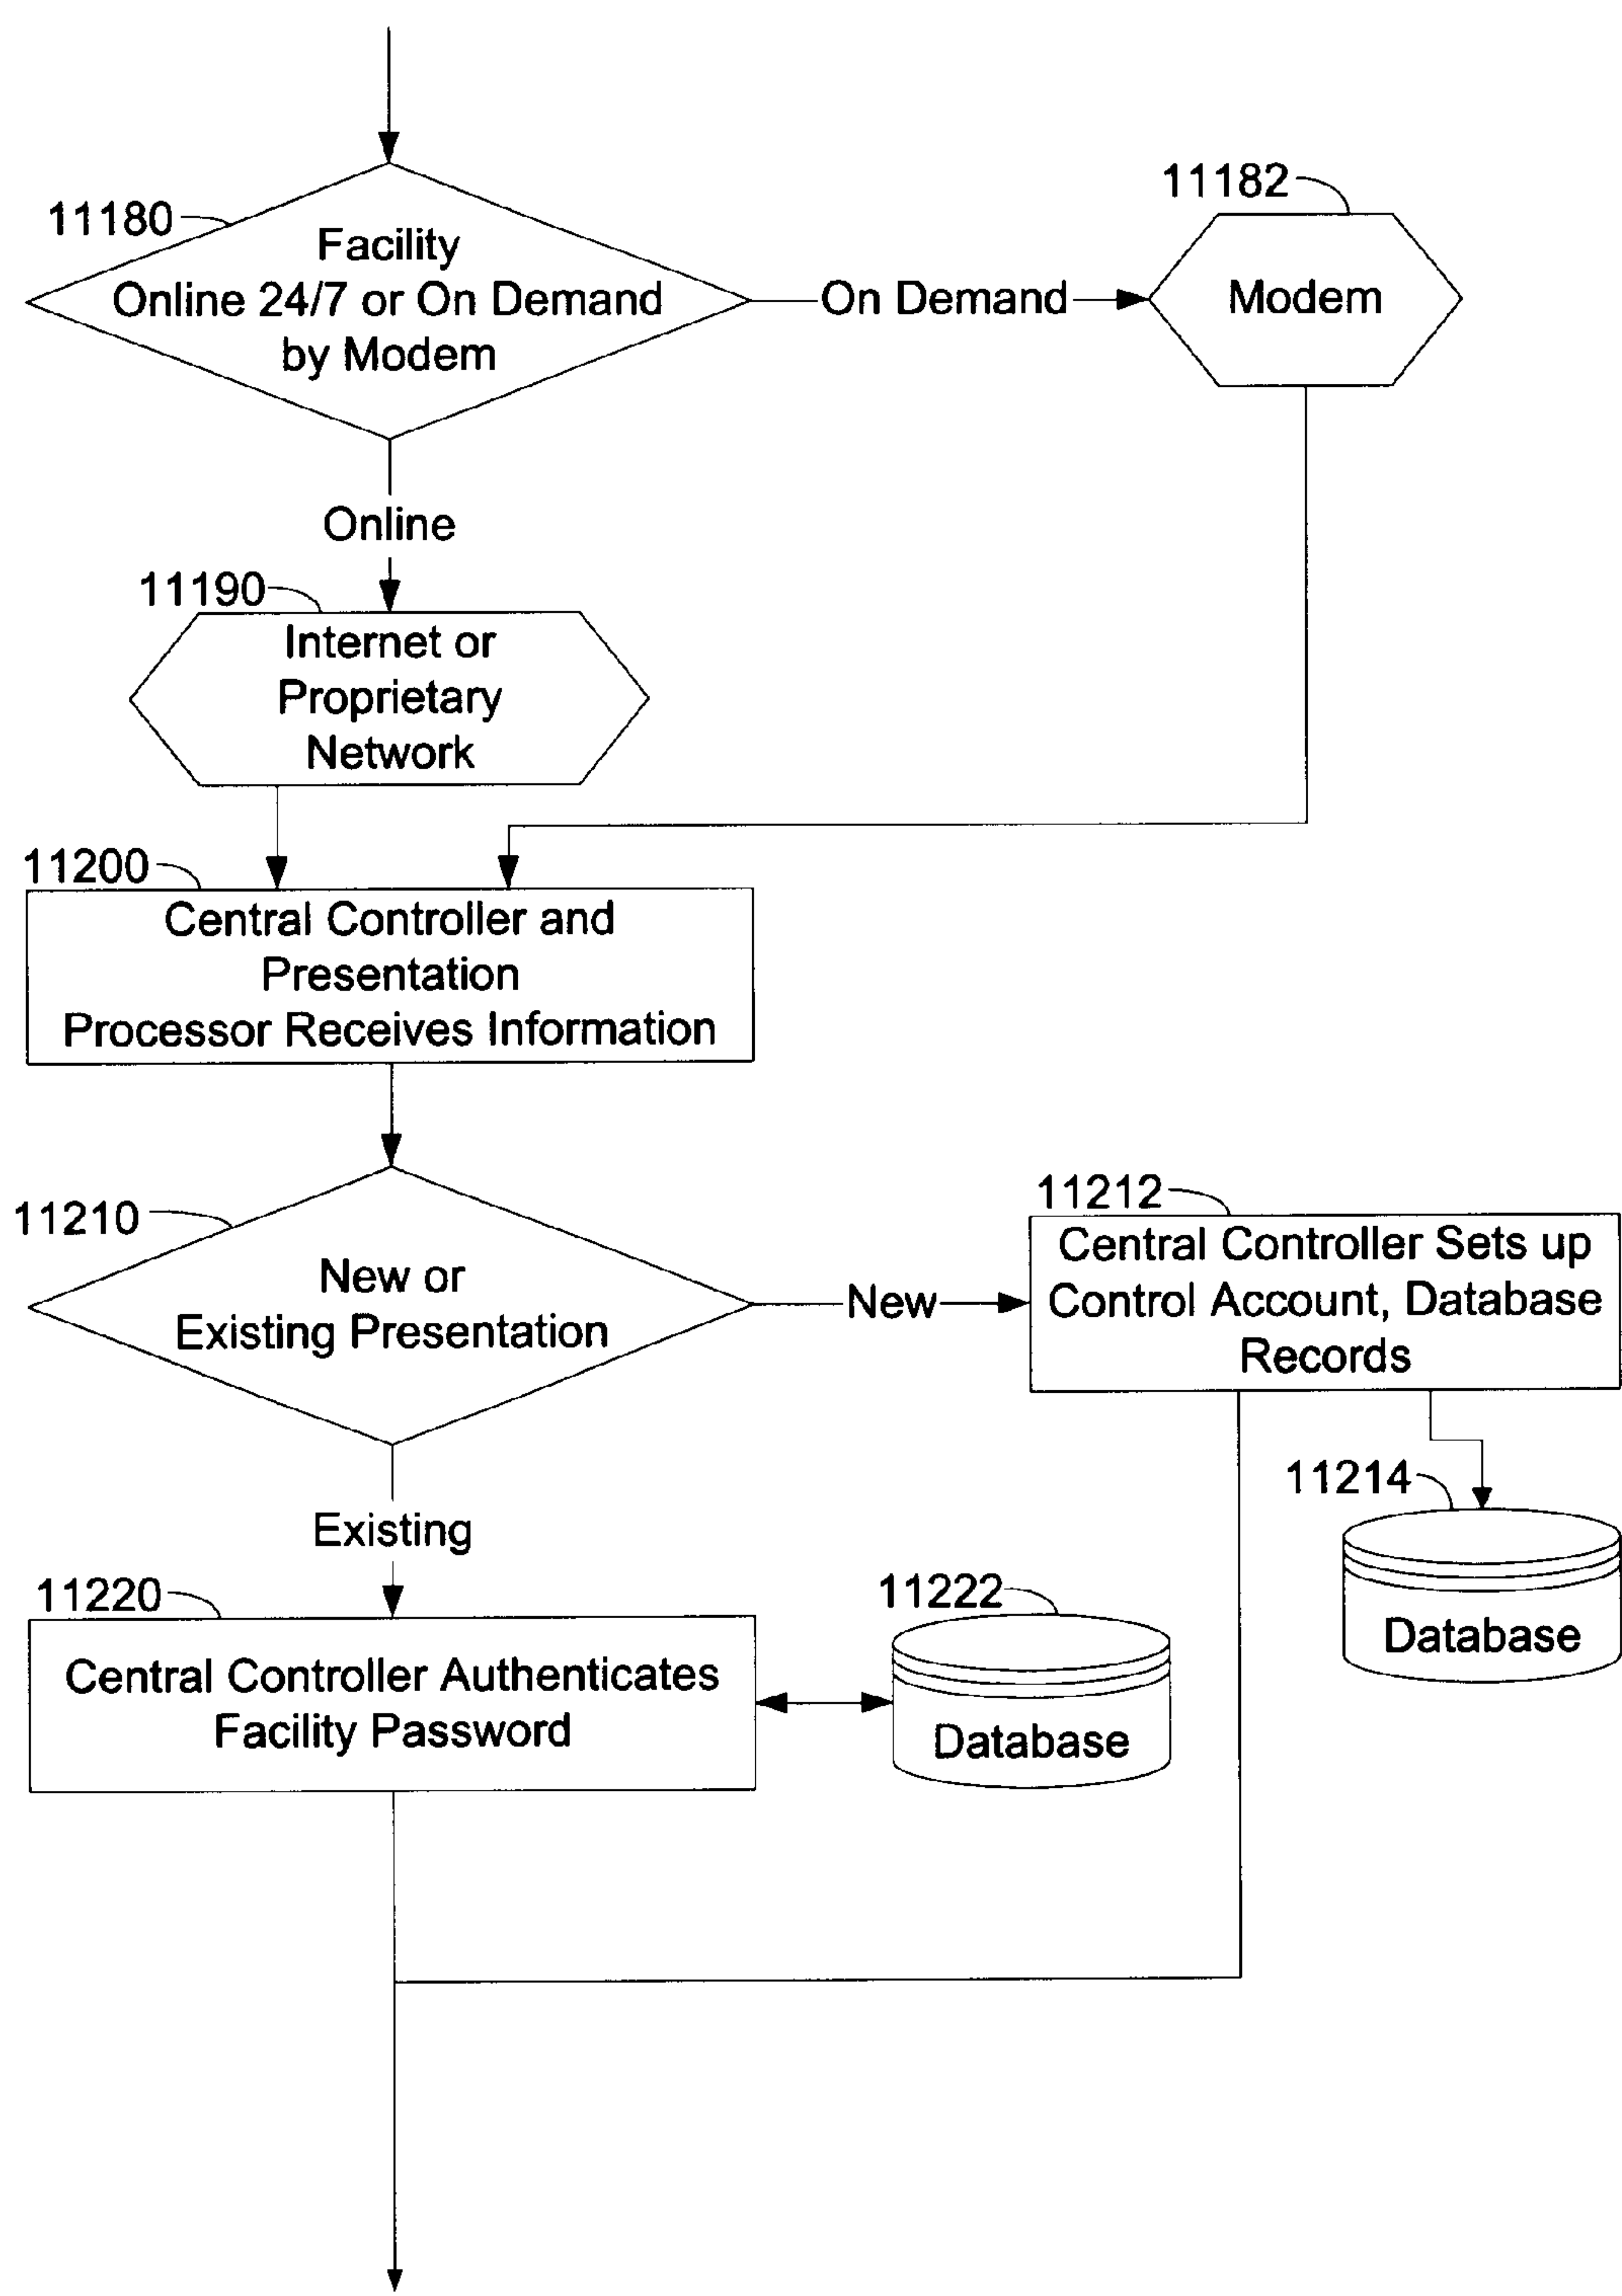 11180
Facility
Online 24/7 or On Demand
by Modem
On Demand
11182
Modem
Online
11190
Internet or
Proprietary
Network
11200
Central Controller and
Presentation
Processor Receives Information
11210
New or
Existing Presentation
New
11212
Central Controller Sets up
Control Account, Database
Records
11214
Database
Existing
11220
Central Controller Authenticates
Facility Password
11222
Database